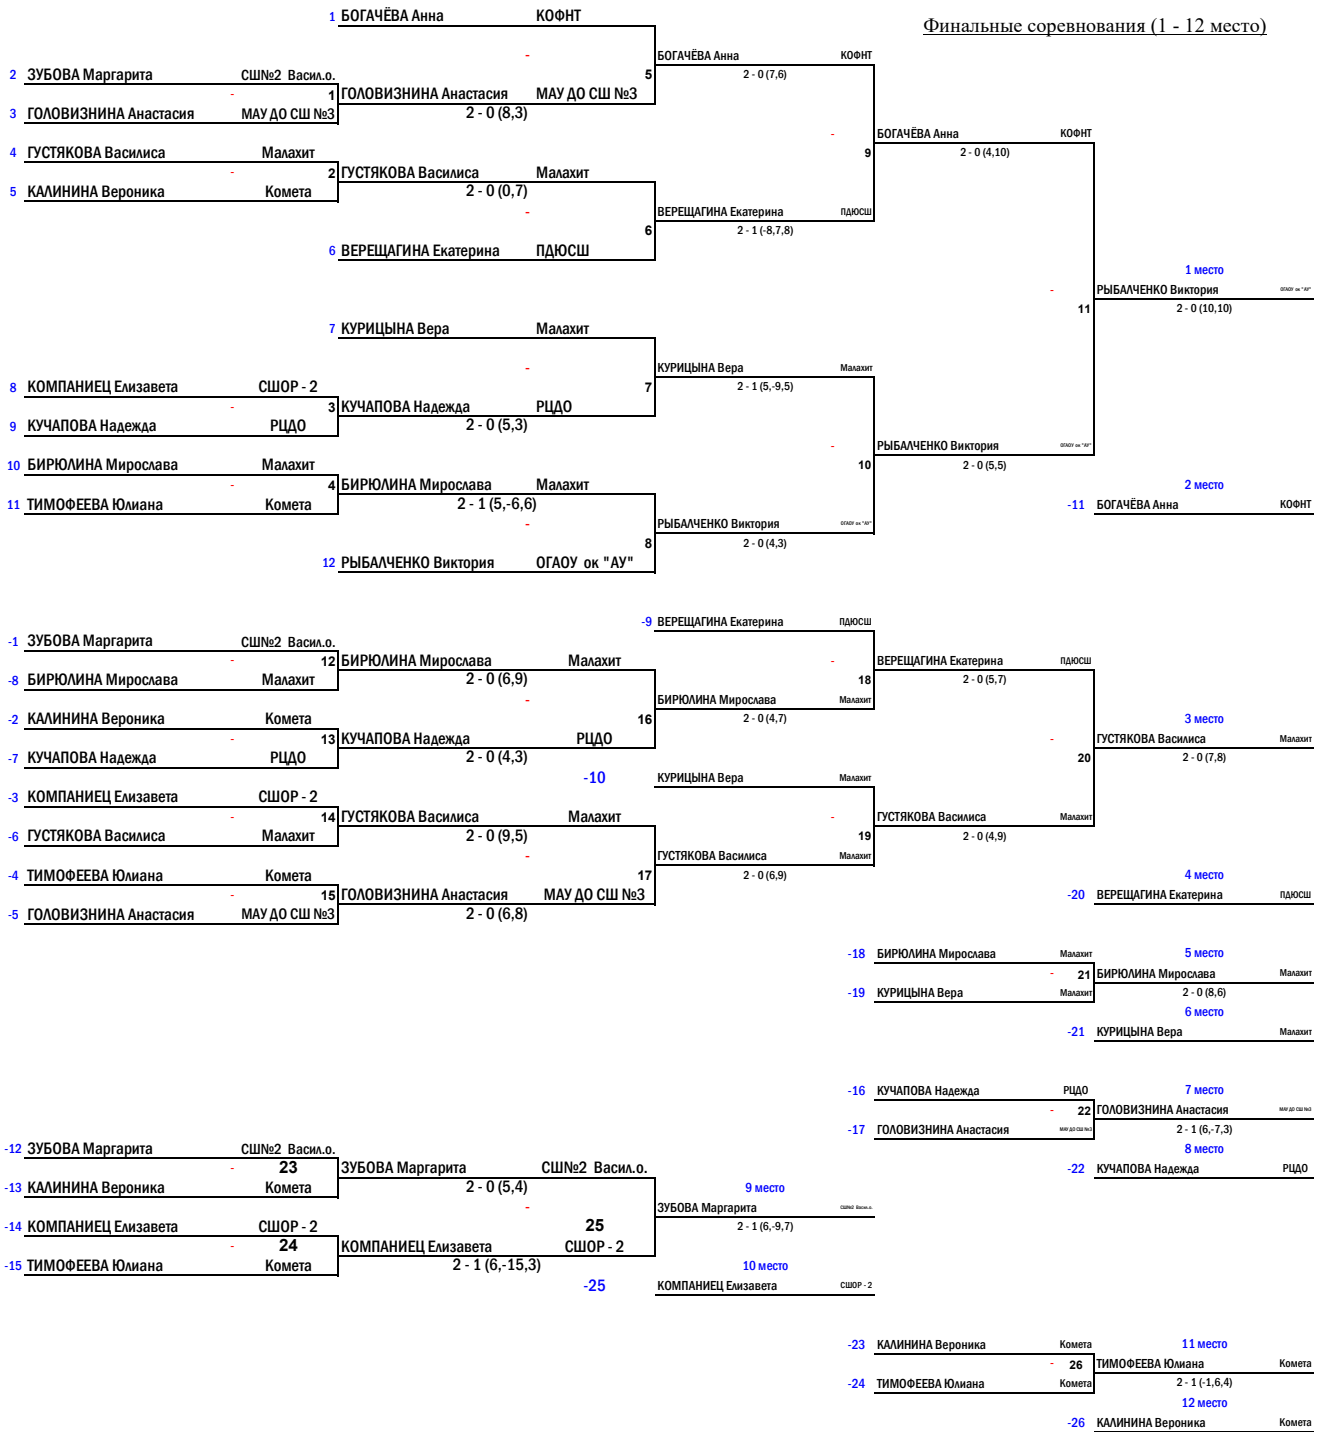 1 БОГАЧЁВА Анна КОФНТ
Финальные соревнования (1 - 12 место)
- БОГАЧЁВА Анна КОФНТ
2 ЗУБОВА Маргарита СШ№2 Васил.о. 5 2 - 0 (7,6)
- 1 ГОЛОВИЗНИНА Анастасия МАУ ДО СШ №3
3 ГОЛОВИЗНИНА Анастасия МАУ ДО СШ №3 2 - 0 (8,3)
- БОГАЧЁВА Анна КОФНТ
4 ГУСТЯКОВА Василиса Малахит 9 2 - 0 (4,10)
- 2 ГУСТЯКОВА Василиса Малахит
5 КАЛИНИНА Вероника Комета 2 - 0 (0,7)
- ВЕРЕЩАГИНА Екатерина ПДЮСШ
6 2 - 1 (-8,7,8)
6 ВЕРЕЩАГИНА Екатерина ПДЮСШ
1 место
- РЫБАЛЧЕНКО Виктория ОГАОУ ок "АУ"
11 2 - 0 (10,10)
7 КУРИЦЫНА Вера Малахит
- КУРИЦЫНА Вера Малахит
8 КОМПАНИЕЦ Елизавета СШОР - 2 7 2 - 1 (5,-9,5)
- 3 КУЧАПОВА Надежда РЦДО
9 КУЧАПОВА Надежда РЦДО 2 - 0 (5,3)
- РЫБАЛЧЕНКО Виктория ОГАОУ ок "АУ"
10 БИРЮЛИНА Мирослава Малахит 10 2 - 0 (5,5)
- 4 БИРЮЛИНА Мирослава Малахит 2 место
11 ТИМОФЕЕВА Юлиана Комета 2 - 1 (5,-6,6) -11 БОГАЧЁВА Анна КОФНТ
- РЫБАЛЧЕНКО Виктория ОГАОУ ок "АУ"
8 2 - 0 (4,3)
12 РЫБАЛЧЕНКО Виктория ОГАОУ ок "АУ"
-9 ВЕРЕЩАГИНА Екатерина ПДЮСШ
-1 ЗУБОВА Маргарита СШ№2 Васил.о.
- 12 БИРЮЛИНА Мирослава Малахит - ВЕРЕЩАГИНА Екатерина ПДЮСШ
-8 БИРЮЛИНА Мирослава Малахит 2 - 0 (6,9) 18 2 - 0 (5,7)
- БИРЮЛИНА Мирослава Малахит
-2 КАЛИНИНА Вероника Комета 16 2 - 0 (4,7) 3 место
- 13 КУЧАПОВА Надежда РЦДО - ГУСТЯКОВА Василиса Малахит
-7 КУЧАПОВА Надежда РЦДО 2 - 0 (4,3) 20 2 - 0 (7,8)
-10 КУРИЦЫНА Вера Малахит
-3 КОМПАНИЕЦ Елизавета СШОР - 2
- 14 ГУСТЯКОВА Василиса Малахит - ГУСТЯКОВА Василиса Малахит
-6 ГУСТЯКОВА Василиса Малахит 2 - 0 (9,5) 19 2 - 0 (4,9)
- ГУСТЯКОВА Василиса Малахит
-4 ТИМОФЕЕВА Юлиана Комета 17 2 - 0 (6,9) 4 место
- 15 ГОЛОВИЗНИНА Анастасия МАУ ДО СШ №3 -20 ВЕРЕЩАГИНА Екатерина ПДЮСШ
-5 ГОЛОВИЗНИНА Анастасия МАУ ДО СШ №3 2 - 0 (6,8)
-18 БИРЮЛИНА Мирослава Малахит 5 место
- 21 БИРЮЛИНА Мирослава Малахит
-19 КУРИЦЫНА Вера Малахит 2 - 0 (8,6)
6 место
-21 КУРИЦЫНА Вера Малахит
-16 КУЧАПОВА Надежда РЦДО 7 место
- 22 ГОЛОВИЗНИНА Анастасия МАУ ДО СШ №3
-17 ГОЛОВИЗНИНА Анастасия МАУ ДО СШ №3 2 - 1 (6,-7,3)
-12 ЗУБОВА Маргарита СШ№2 Васил.о. 8 место
- 23 ЗУБОВА Маргарита СШ№2 Васил.о. -22 КУЧАПОВА Надежда РЦДО
-13 КАЛИНИНА Вероника Комета 2 - 0 (5,4) 9 место
- ЗУБОВА Маргарита СШ№2 Васил.о.
-14 КОМПАНИЕЦ Елизавета СШОР - 2 25 2 - 1 (6,-9,7)
- 24 КОМПАНИЕЦ Елизавета СШОР - 2
-15 ТИМОФЕЕВА Юлиана Комета 2 - 1 (6,-15,3) 10 место
-25 КОМПАНИЕЦ Елизавета СШОР - 2
-23 КАЛИНИНА Вероника Комета 11 место
- 26 ТИМОФЕЕВА Юлиана Комета
-24 ТИМОФЕЕВА Юлиана Комета 2 - 1 (-1,6,4)
12 место
-26 КАЛИНИНА Вероника Комета